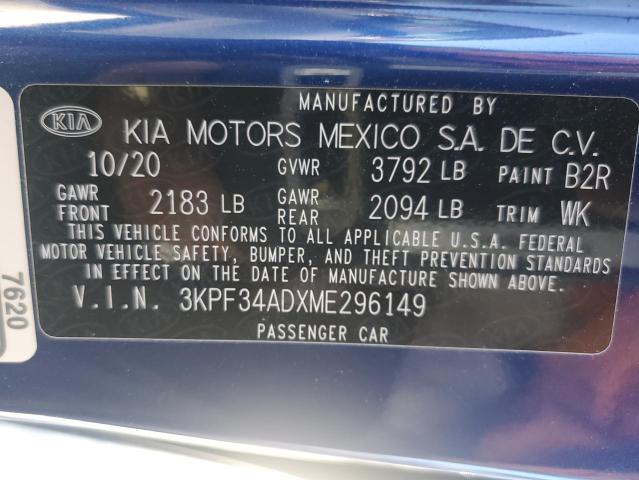 MANUFACTURED BY
KIA KIA MOTORS MEXICO S.A. DE C.V.
10/20 GVWR 3792 LB PAINT B2R
GAWR FRONT 2183 LB GAWR REAR 2094 LB TRIM WK
THIS VEHICLE CONFORMS TO ALL APPLICABLE U.S.A. FEDERAL
MOTOR VEHICLE SAFETY, BUMPER, AND THEFT PREVENTION STANDARDS
IN EFFECT ON THE DATE OF MANUFACTURE SHOWN ABOVE.
V.I.N. 3KPF34ADXME296149
PASSENGER CAR
7620